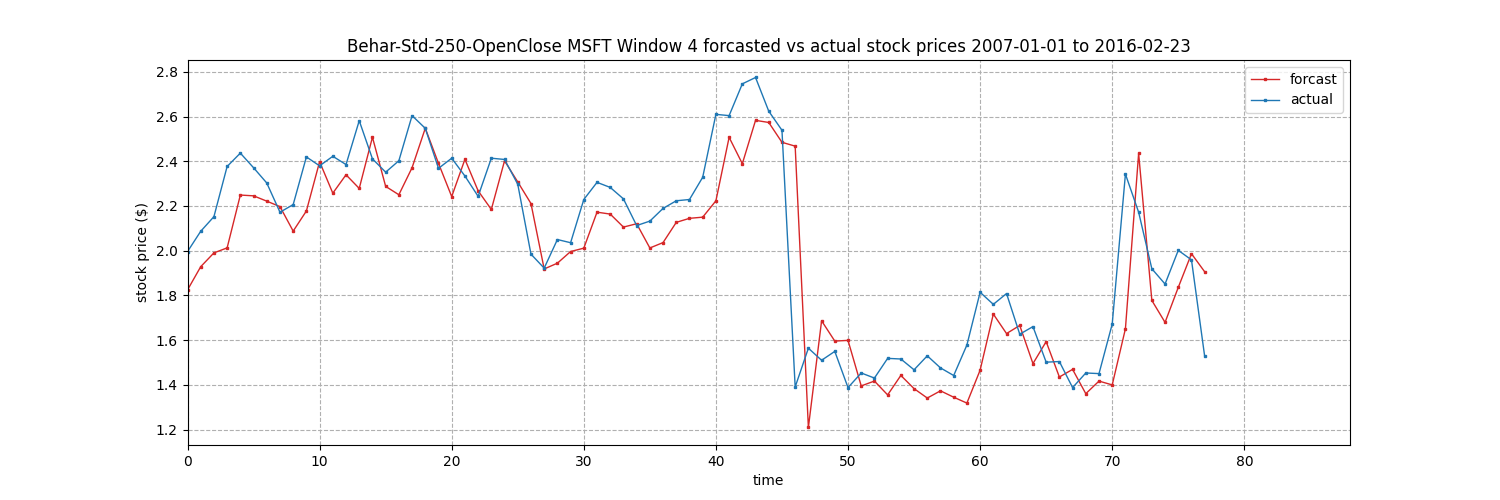 Behar-Std-250-OpenClose MSFT Window 4 forcasted vs actual stock prices 2007-01-01 to 2016-02-23
forcast
actual
stock price ($)
2.8
2.6
2.4
2.2
2.0
1.8
1.6
1.4
1.2
0 10 20 30 40 50 60 70 80
time